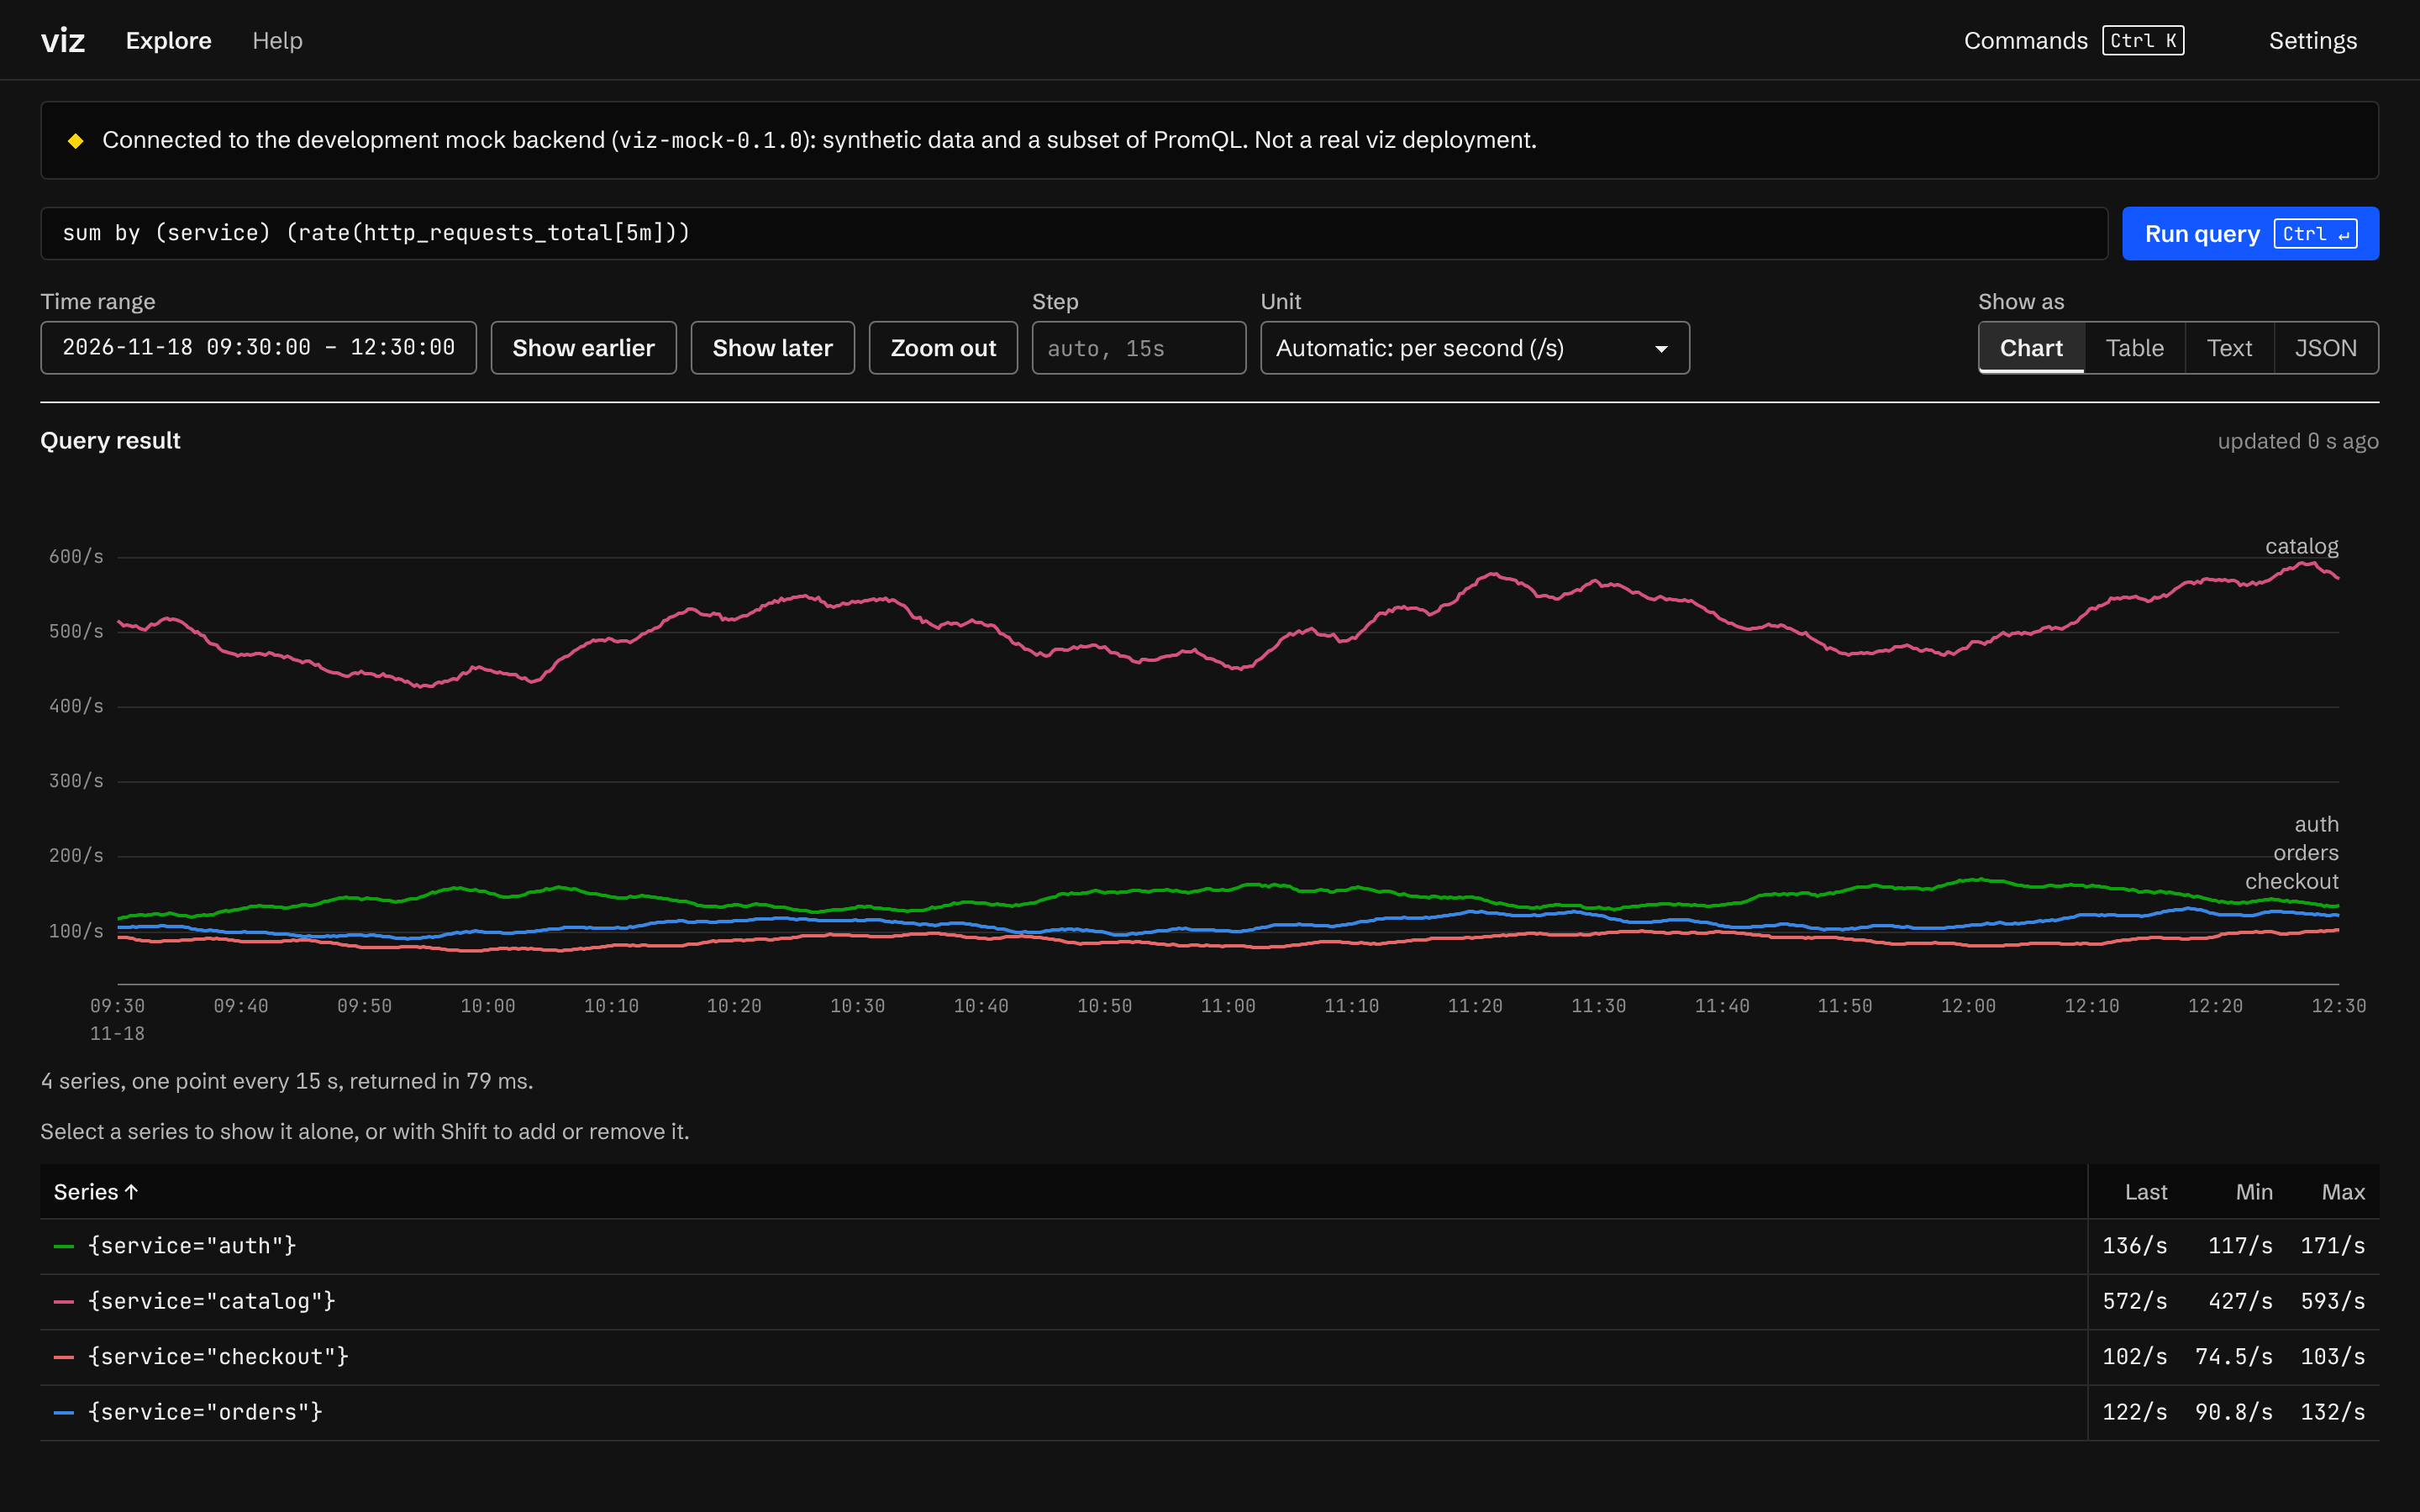 viz Explore Help Commands Ctrl K Settings
Connected to the development mock backend (viz-mock-0.1.0): synthetic data and a subset of PromQL. Not a real viz deployment.
sum by (service) (rate(http_requests_total[5m])) Run query Ctrl ↵
Time range Step Unit Show as
2026-11-18 09:30:00 – 12:30:00 Show earlier Show later Zoom out auto, 15s Automatic: per second (/s) Chart Table Text JSON
Query result updated 0 s ago
catalog
600/s
500/s
400/s
300/s
auth
200/s orders
checkout
100/s
09:30 09:40 09:50 10:00 10:10 10:20 10:30 10:40 10:50 11:00 11:10 11:20 11:30 11:40 11:50 12:00 12:10 12:20 12:30
11-18
4 series, one point every 15 s, returned in 79 ms.
Select a series to show it alone, or with Shift to add or remove it.
Series ↑ Last Min Max
{service="auth"} 136/s 117/s 171/s
{service="catalog"} 572/s 427/s 593/s
{service="checkout"} 102/s 74.5/s 103/s
{service="orders"} 122/s 90.8/s 132/s